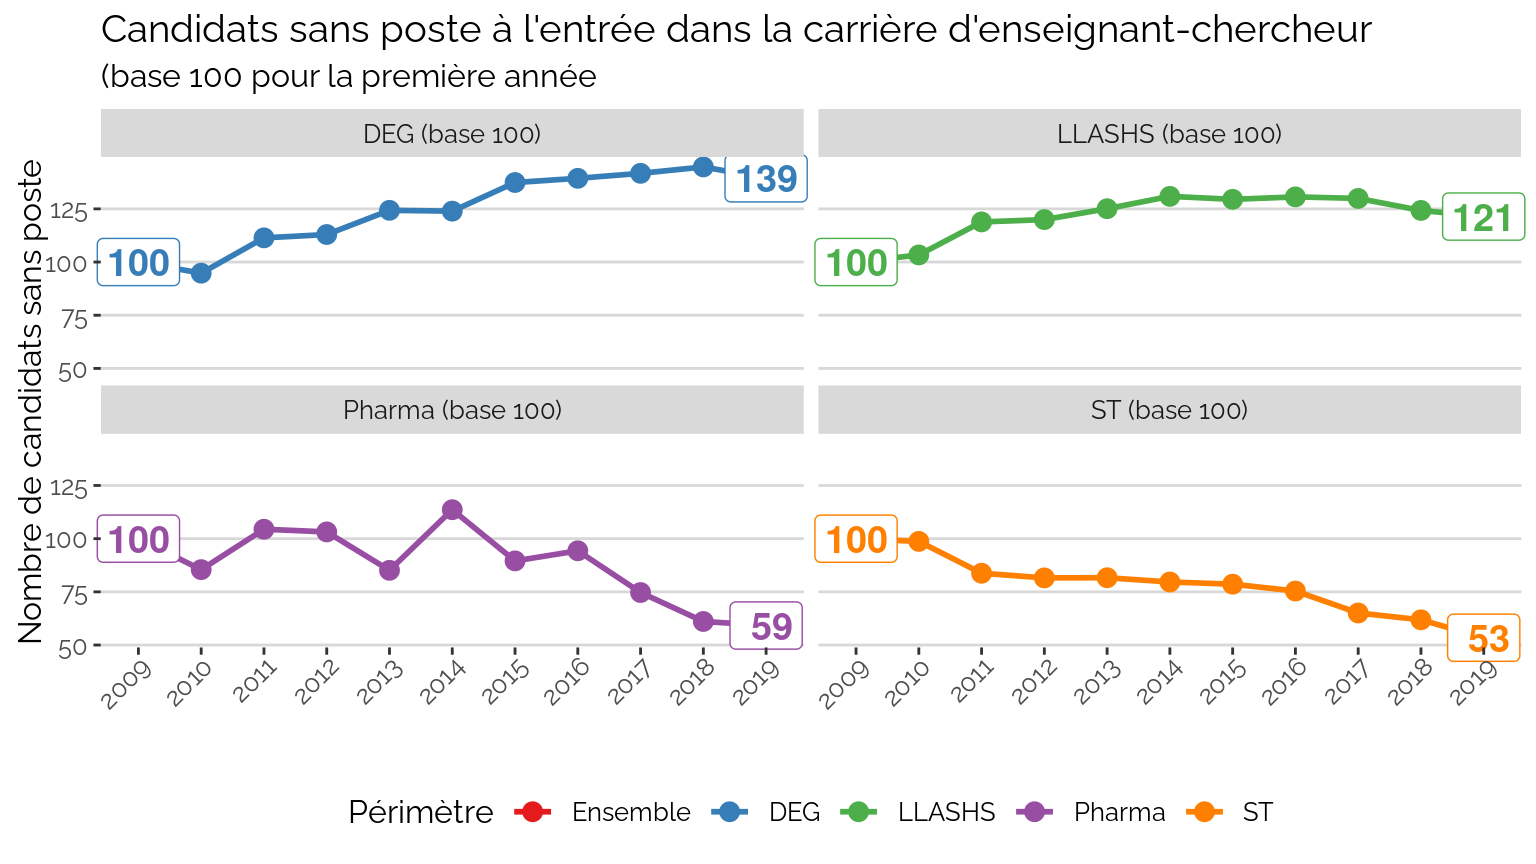 Candidats sans poste à l'entrée dans la carrière d'enseignant-chercheur
(base 100 pour la première année
Nombre de candidats sans poste
DEG (base 100)
LLASHS (base 100)
125
100
75
50
100
139
100
121
Pharma (base 100)
ST (base 100)
125
100
75
50
100
59
100
53
2009 2010 2011 2012 2013 2014 2015 2016 2017 2018 2019
2009 2010 2011 2012 2013 2014 2015 2016 2017 2018 2019
Périmètre Ensemble DEG LLASHS Pharma ST